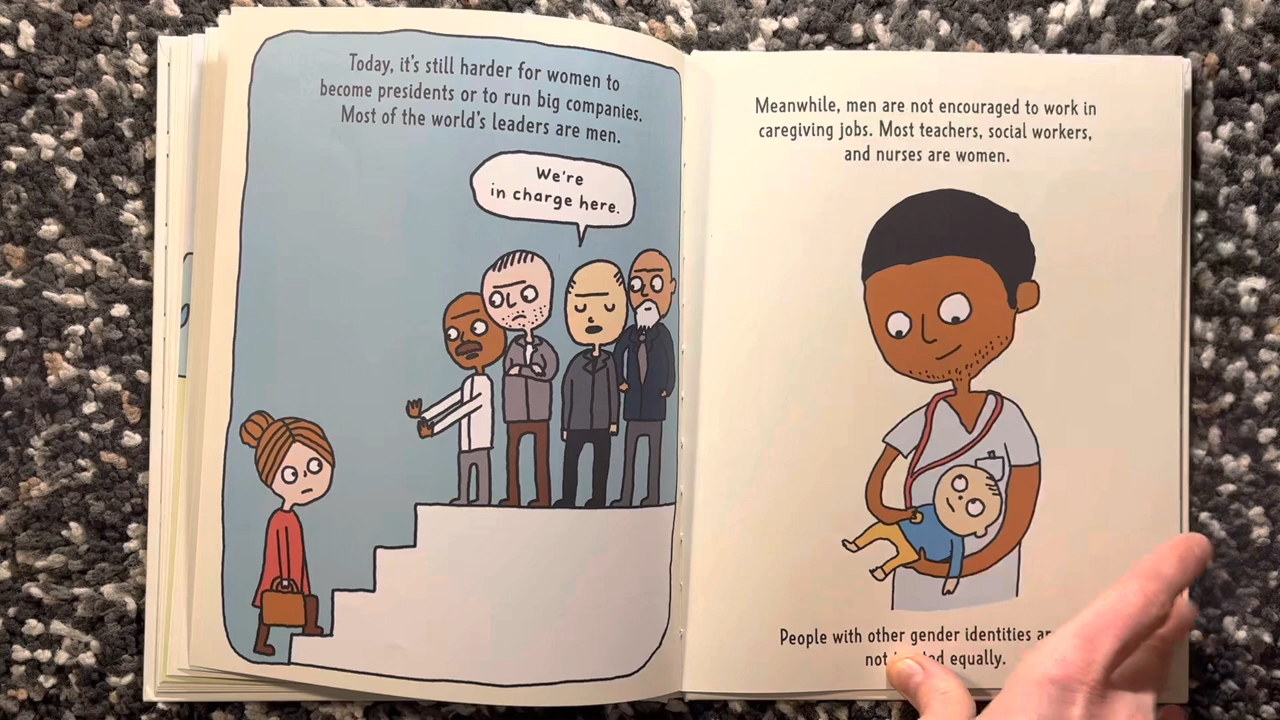 Today, it's still harder for women to
become presidents or to run big companies.
Most of the world's leaders are men.
We're
in charge here.
Meanwhile, men are not encouraged to work in
caregiving jobs. Most teachers, social workers,
and nurses are women.
People with other gender identities
not equally.